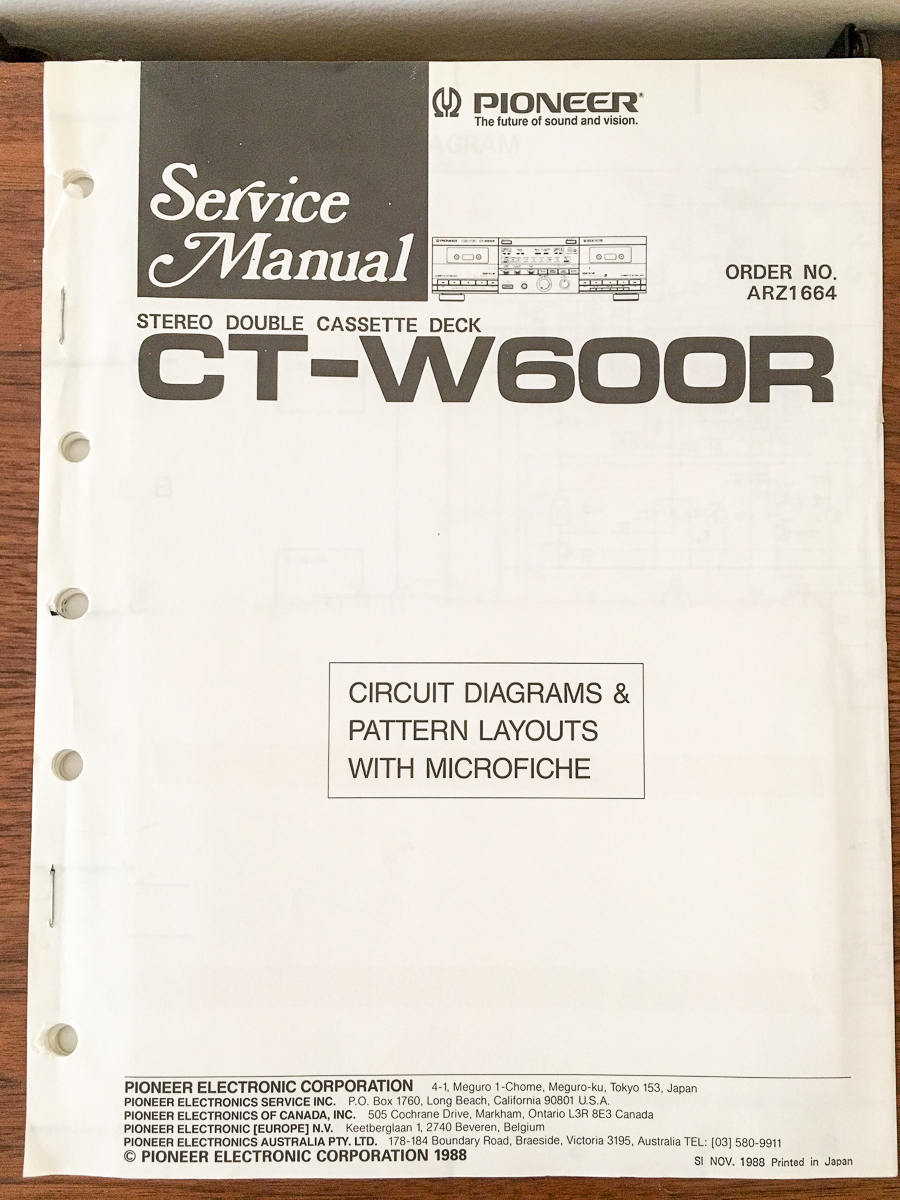 PIONEER®
The future of sound and vision.
Service
Manual
ORDER NO.
ARZ1664
STEREO DOUBLE CASSETTE DECK
CT-W600R
CIRCUIT DIAGRAMS &
PATTERN LAYOUTS
WITH MICROFICHE
PIONEER ELECTRONIC CORPORATION 4-1, Meguro 1-Chome, Meguro-ku, Tokyo 153, Japan
PIONEER ELECTRONICS SERVICE INC. P.O. Box 1760, Long Beach, California 90801 U.S.A.
PIONEER ELECTRONICS OF CANADA, INC. 505 Cochrane Drive, Markham, Ontario L3R 8E3 Canada
PIONEER ELECTRONIC [EUROPE] N.V. Keetberglaan 1, 2740 Beveren, Belgium
PIONEER ELECTRONICS AUSTRALIA PTY. LTD. 178-184 Boundary Road, Braeside, Victoria 3195, Australia TEL: [03] 580-9911
© PIONEER ELECTRONIC CORPORATION 1988
SI NOV. 1988 Printed in Japan